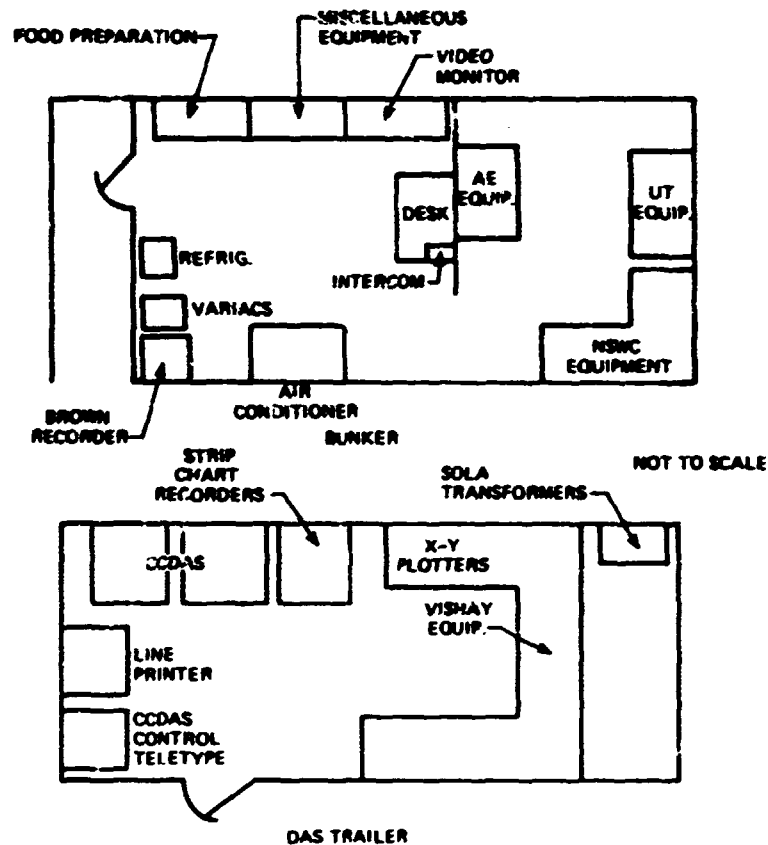 MISCELLANEOUS
EQUIPMENT
FOOD PREPARATION
VIDEO
MONITOR
AE
EQUIP.
DESK
UT
EQUIP.
REFRIG.
INTERCOM
VARIACS
NSWC
EQUIPMENT
AIR
CONDITIONER
BROWN
RECORDER
BUNKER
STRIP
CHART
RECORDERS
SOLA
TRANSFORMERS
NOT TO SCALE
CCDAS
X-Y
PLOTTERS
VISHAY
EQUIP.
LINE
PRINTER
CCDAS
CONTROL
TELETYPE
DAS TRAILER